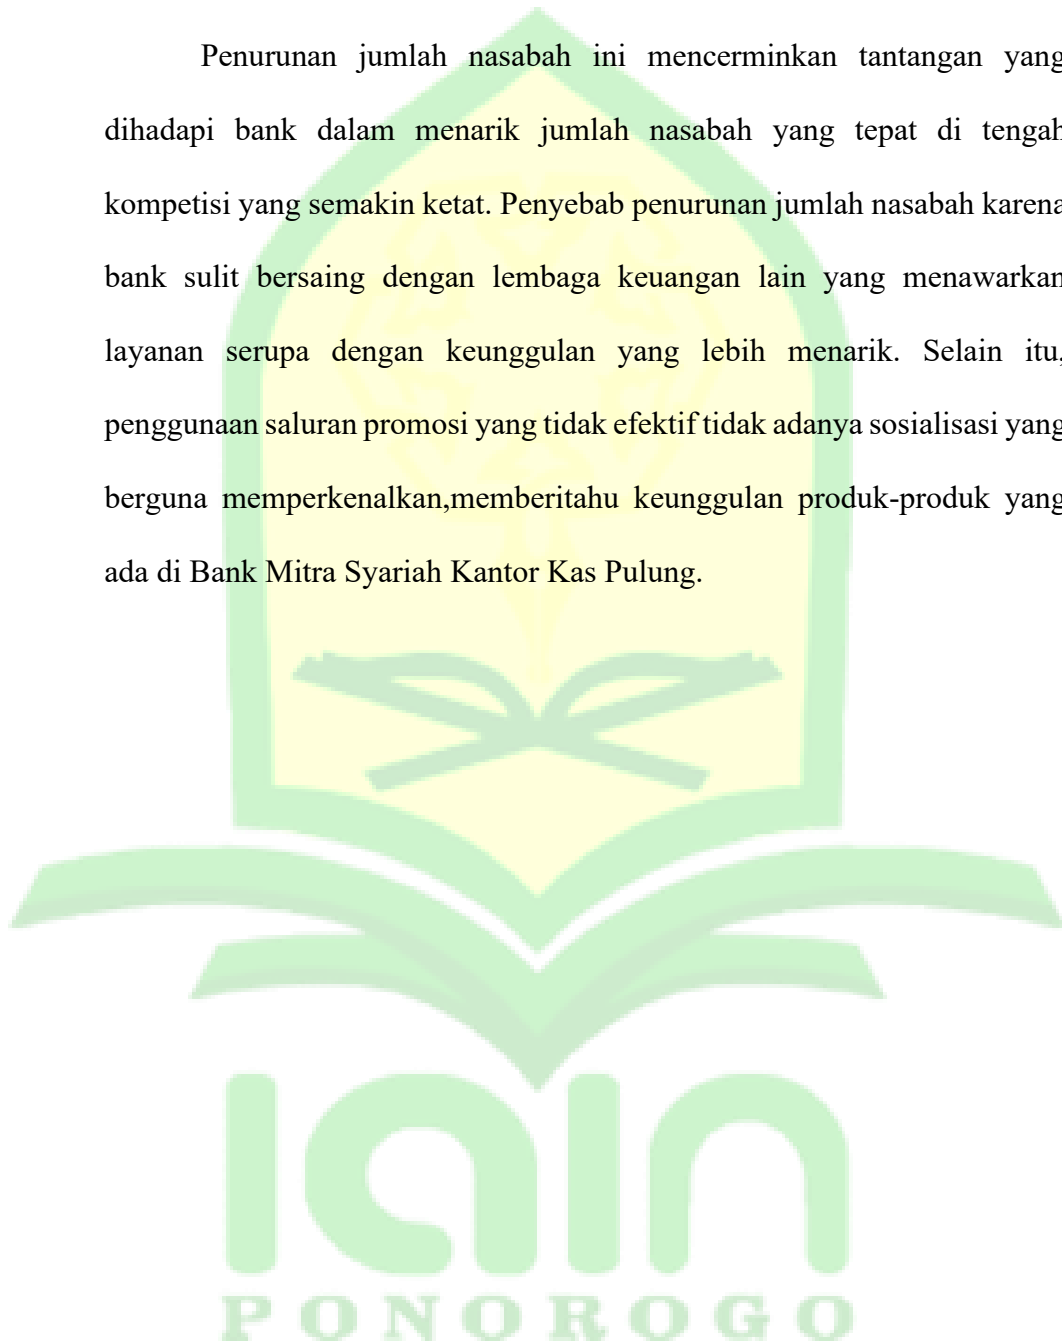 Penurunan jumlah nasabah ini mencerminkan tantangan yang
dihadapi bank dalam menarik jumlah nasabah yang tepat di tengah
kompetisi yang semakin ketat. Penyebab penurunan jumlah nasabah karena
bank sulit bersaing dengan lembaga keuangan lain yang menawarkan
layanan serupa dengan keunggulan yang lebih menarik. Selain itu,
penggunaan saluran promosi yang tidak efektif tidak adanya sosialisasi yang
berguna memperkenalkan,memberitahu keunggulan produk-produk yang
ada di Bank Mitra Syariah Kantor Kas Pulung.
iain
PONOROGO